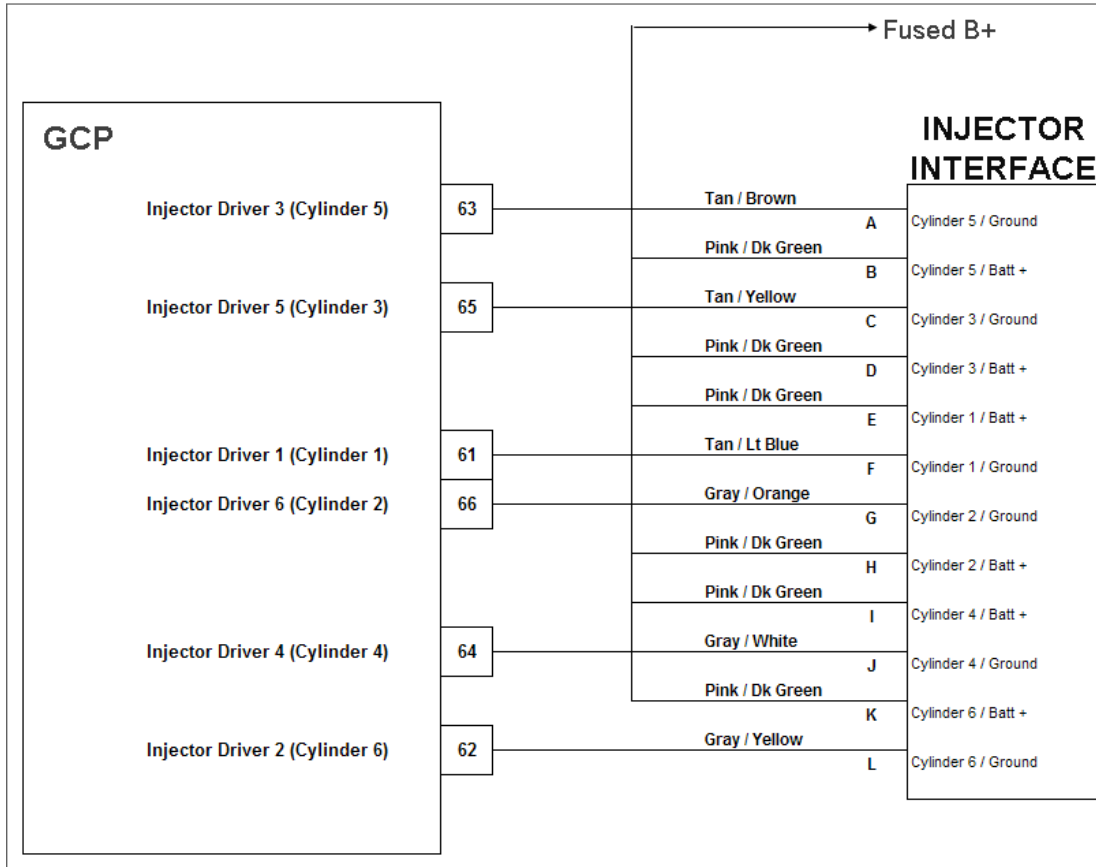 Fused B+
GCP
INJECTOR
INTERFACE
Injector Driver 3 (Cylinder 5)
63
Tan / Brown
A
Cylinder 5 / Ground
Pink / Dk Green
B
Cylinder 5 / Batt +
Injector Driver 5 (Cylinder 3)
65
Tan / Yellow
C
Cylinder 3 / Ground
Pink / Dk Green
D
Cylinder 3 / Batt +
Pink / Dk Green
E
Cylinder 1 / Batt +
Injector Driver 1 (Cylinder 1)
61
Tan / Lt Blue
F
Cylinder 1 / Ground
Injector Driver 6 (Cylinder 2)
66
Gray / Orange
G
Cylinder 2 / Ground
Pink / Dk Green
H
Cylinder 2 / Batt +
Pink / Dk Green
I
Cylinder 4 / Batt +
Injector Driver 4 (Cylinder 4)
64
Gray / White
J
Cylinder 4 / Ground
Pink / Dk Green
K
Cylinder 6 / Batt +
Injector Driver 2 (Cylinder 6)
62
Gray / Yellow
L
Cylinder 6 / Ground